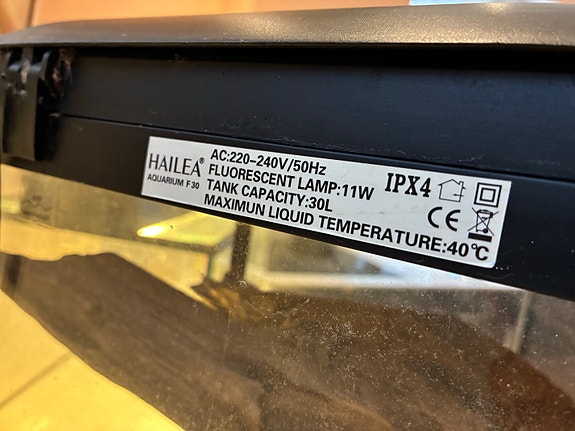 HAILEA®
AQUARIUM F30
AC:220-240V/50Hz
FLUORESCENT LAMP:11W
TANK CAPACITY:30L
MAXIMUN LIQUID TEMPERATURE:40℃
IPX4
CE